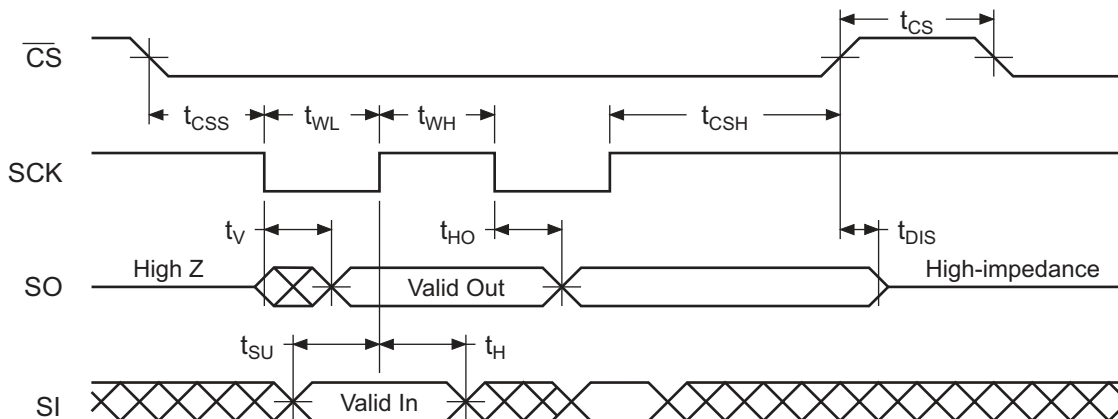 t_CS
C̅S̅
t_CSS t_WL t_WH t_CSH
SCK
t_V t_HO t_DIS
High Z High-impedance
SO Valid Out
t_SU t_H
SI Valid In